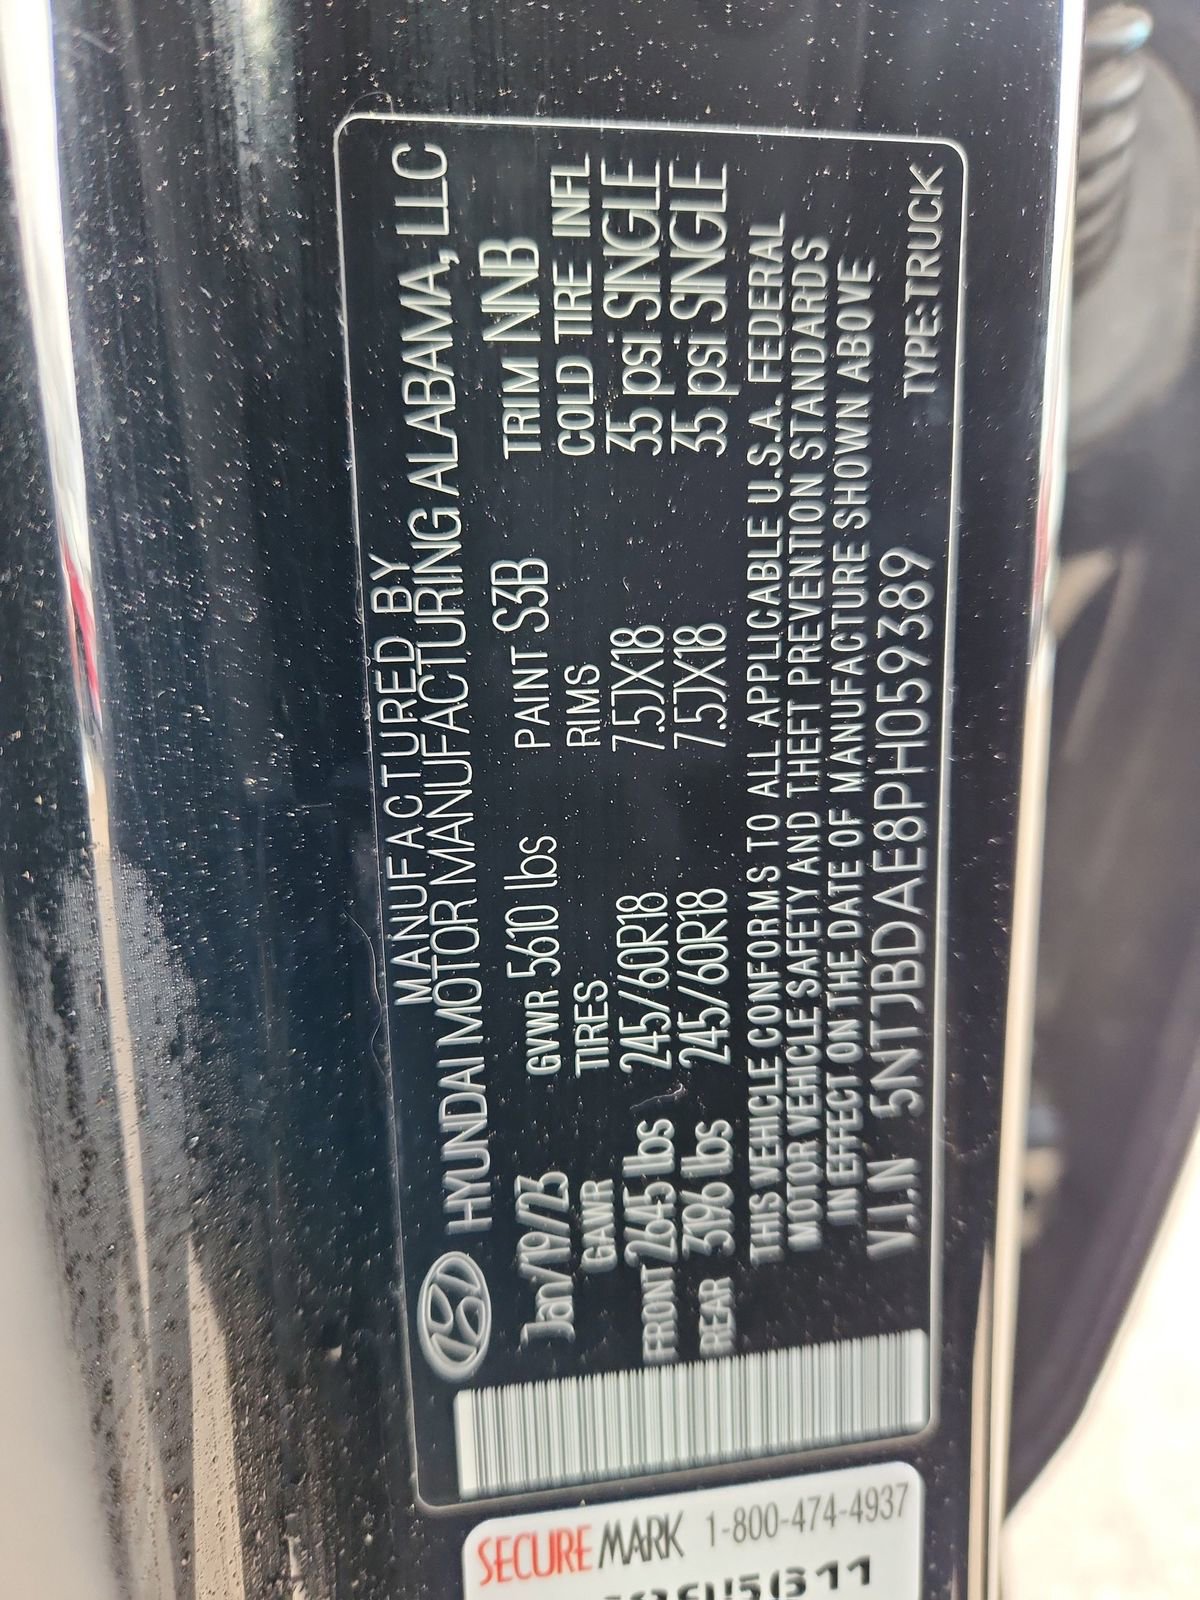 MANUFACTURED BY
HYUNDAI MOTOR MANUFACTURING ALABAMA, LLC
Jan/19/23 GVWR 5610 lbs PAINT S3B TRIM NNB
GAWR TIRES RIMS COLD TIRE INFL
FRONT 2645 lbs 245/60R18 7.5JX18 35 psi SINGLE
REAR 3196 lbs 245/60R18 7.5JX18 35 psi SINGLE
THIS VEHICLE CONFORMS TO ALL APPLICABLE U.S.A. FEDERAL
MOTOR VEHICLE SAFETY AND THEFT PREVENTION STANDARDS
IN EFFECT ON THE DATE OF MANUFACTURE SHOWN ABOVE
V.I.N 5NTJBDAE8PH059389 TYPE:TRUCK
SECUREMARK
1-800-474-4937